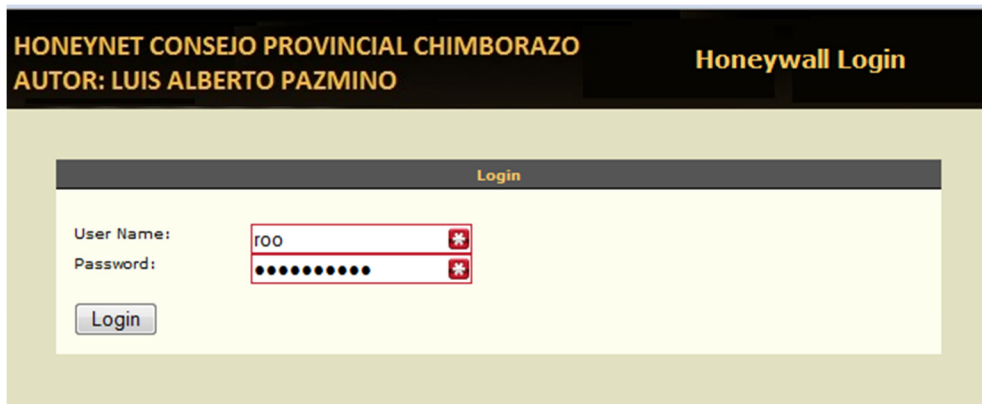 HONEYNET CONSEJO PROVINCIAL CHIMBORAZO
AUTOR: LUIS ALBERTO PAZMINO
Honeywall Login
Login
User Name: roo
Password: ••••••••••
Login